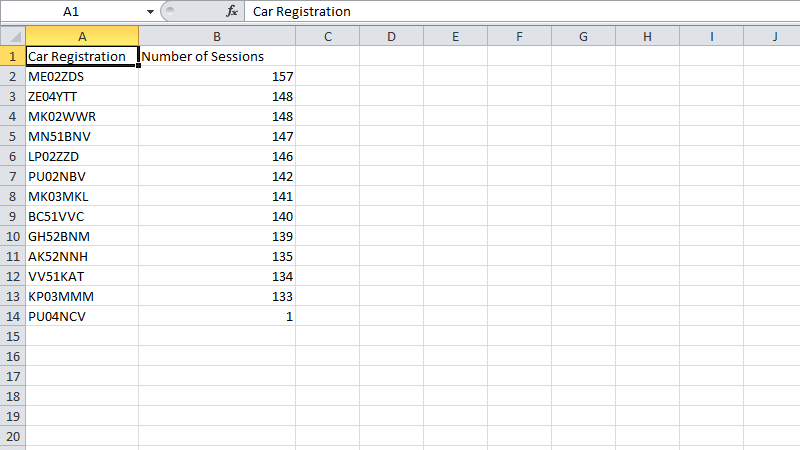 A1 fx Car Registration
A B C D E F G H I J
1 Car Registration Number of Sessions
2 ME02ZDS 157
3 ZE04YTT 148
4 MK02WWR 148
5 MN51BNV 147
6 LP02ZZD 146
7 PU02NBV 142
8 MK03MKL 141
9 BC51VVC 140
10 GH52BNM 139
11 AK52NNH 135
12 VV51KAT 134
13 KP03MMM 133
14 PU04NCV 1
15
16
17
18
19
20